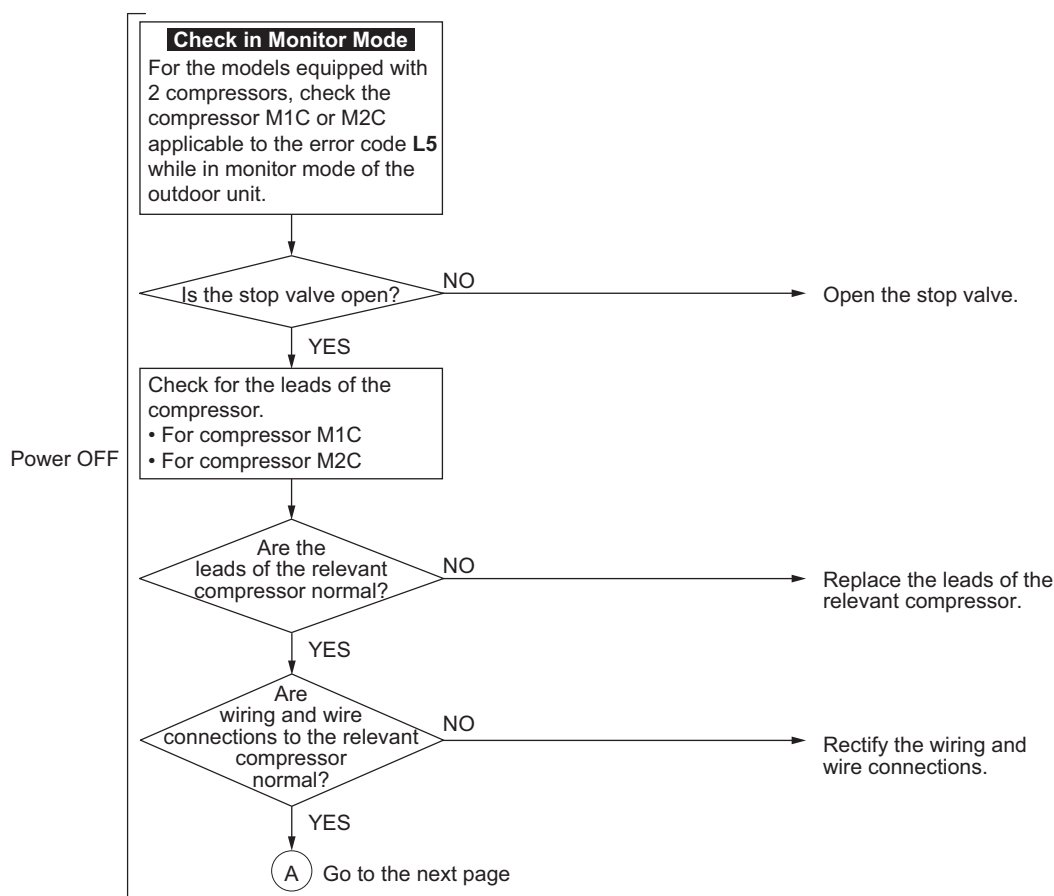 Check in Monitor Mode
For the models equipped with
2 compressors, check the
compressor M1C or M2C
applicable to the error code L5
while in monitor mode of the
outdoor unit.
Is the stop valve open?
NO
Open the stop valve.
YES
Check for the leads of the
compressor.
• For compressor M1C
• For compressor M2C
Power OFF
Are the
leads of the relevant
compressor normal?
NO
Replace the leads of the
relevant compressor.
YES
Are
wiring and wire
connections to the relevant
compressor
normal?
NO
Rectify the wiring and
wire connections.
YES
A
Go to the next page